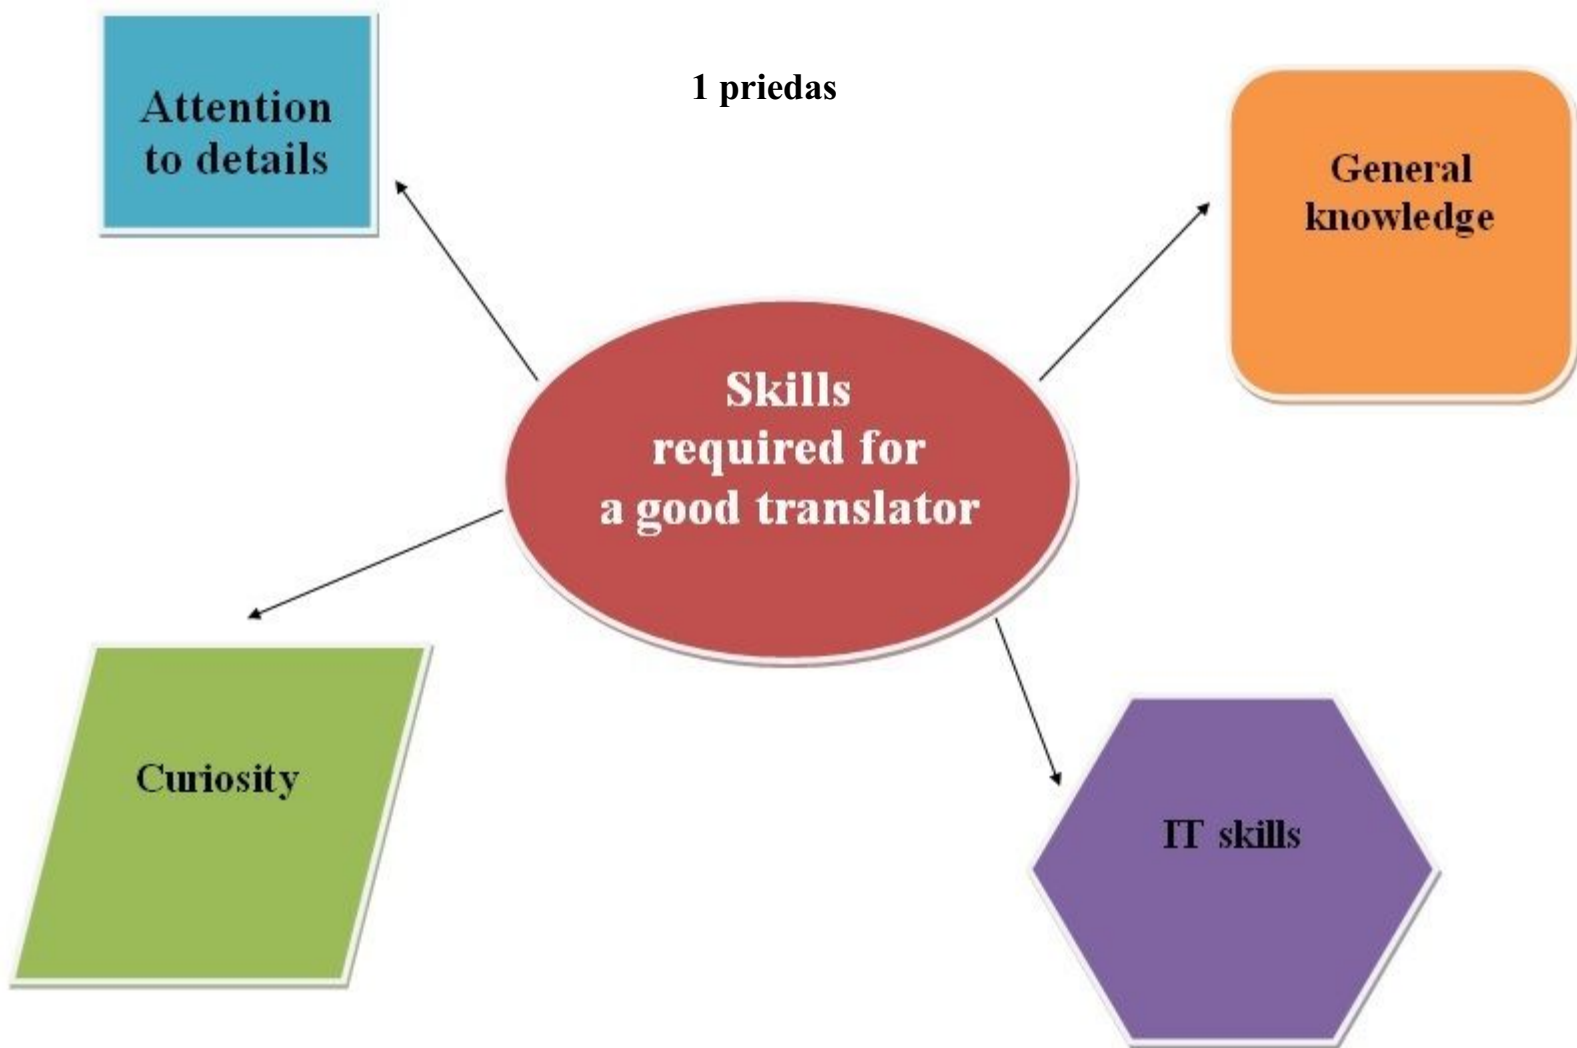 1 priedas
Attention
to details
General
knowledge
Skills
required for
a good translator
Curiosity
IT skills